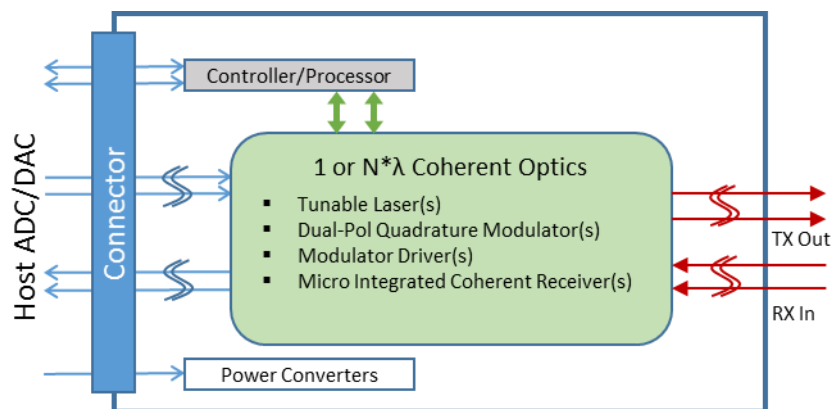 Host ADC/DAC
Connector
Controller/Processor
1 or N*λ Coherent Optics
▪ Tunable Laser(s)
▪ Dual-Pol Quadrature Modulator(s)
▪ Modulator Driver(s)
▪ Micro Integrated Coherent Receiver(s)
TX Out
RX In
Power Converters